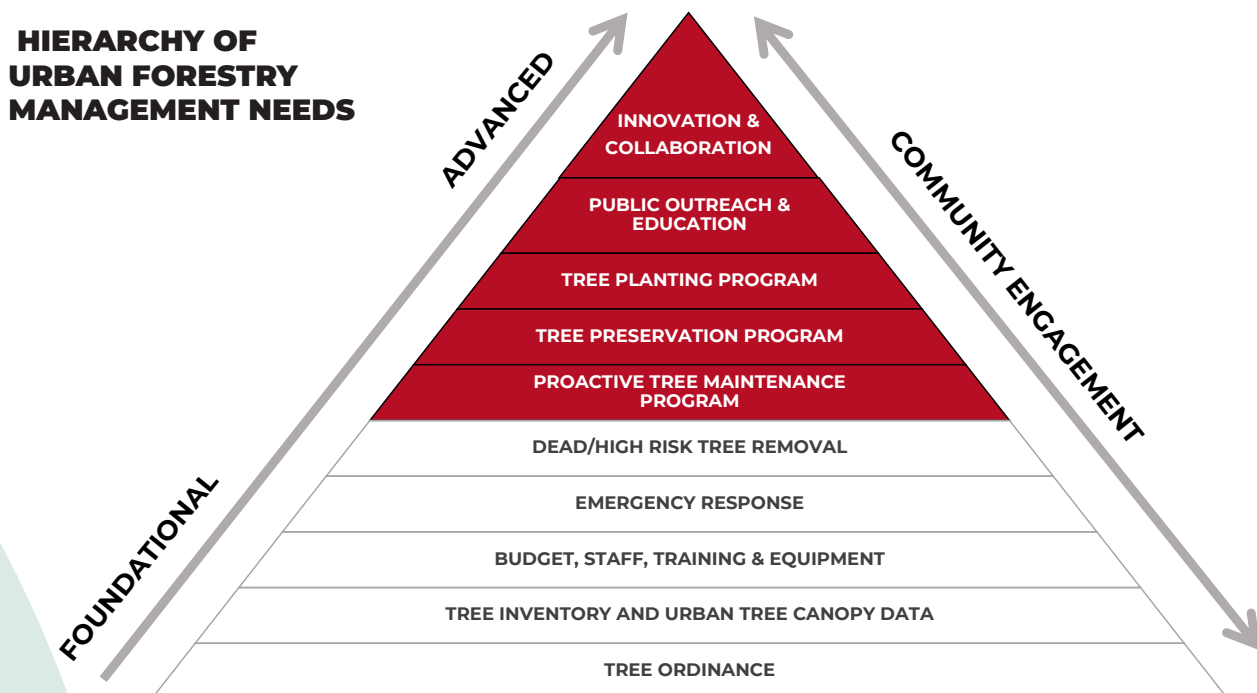 HIERARCHY OF
URBAN FORESTRY
MANAGEMENT NEEDS
ADVANCED
FOUNDATIONAL
COMMUNITY ENGAGEMENT
INNOVATION &
COLLABORATION
PUBLIC OUTREACH &
EDUCATION
TREE PLANTING PROGRAM
TREE PRESERVATION PROGRAM
PROACTIVE TREE MAINTENANCE
PROGRAM
DEAD/HIGH RISK TREE REMOVAL
EMERGENCY RESPONSE
BUDGET, STAFF, TRAINING & EQUIPMENT
TREE INVENTORY AND URBAN TREE CANOPY DATA
TREE ORDINANCE